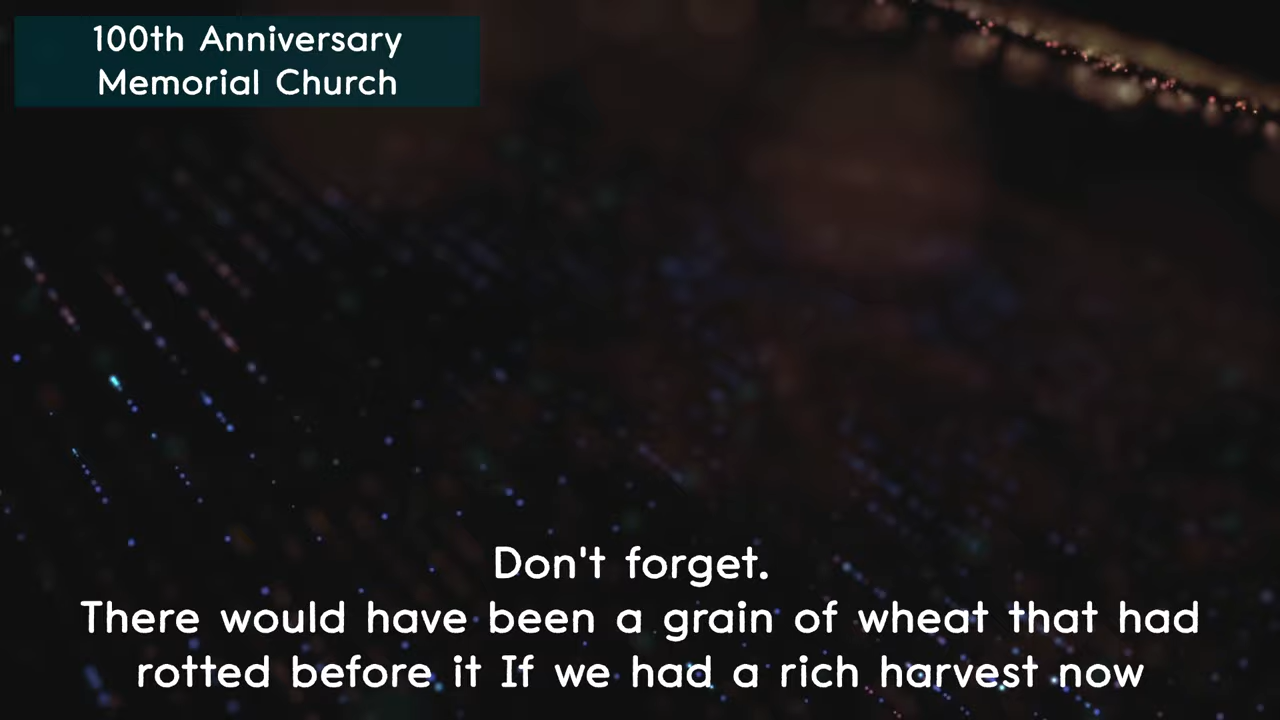 100th Anniversary
Memorial Church
Don't forget.
There would have been a grain of wheat that had
rotted before it If we had a rich harvest now